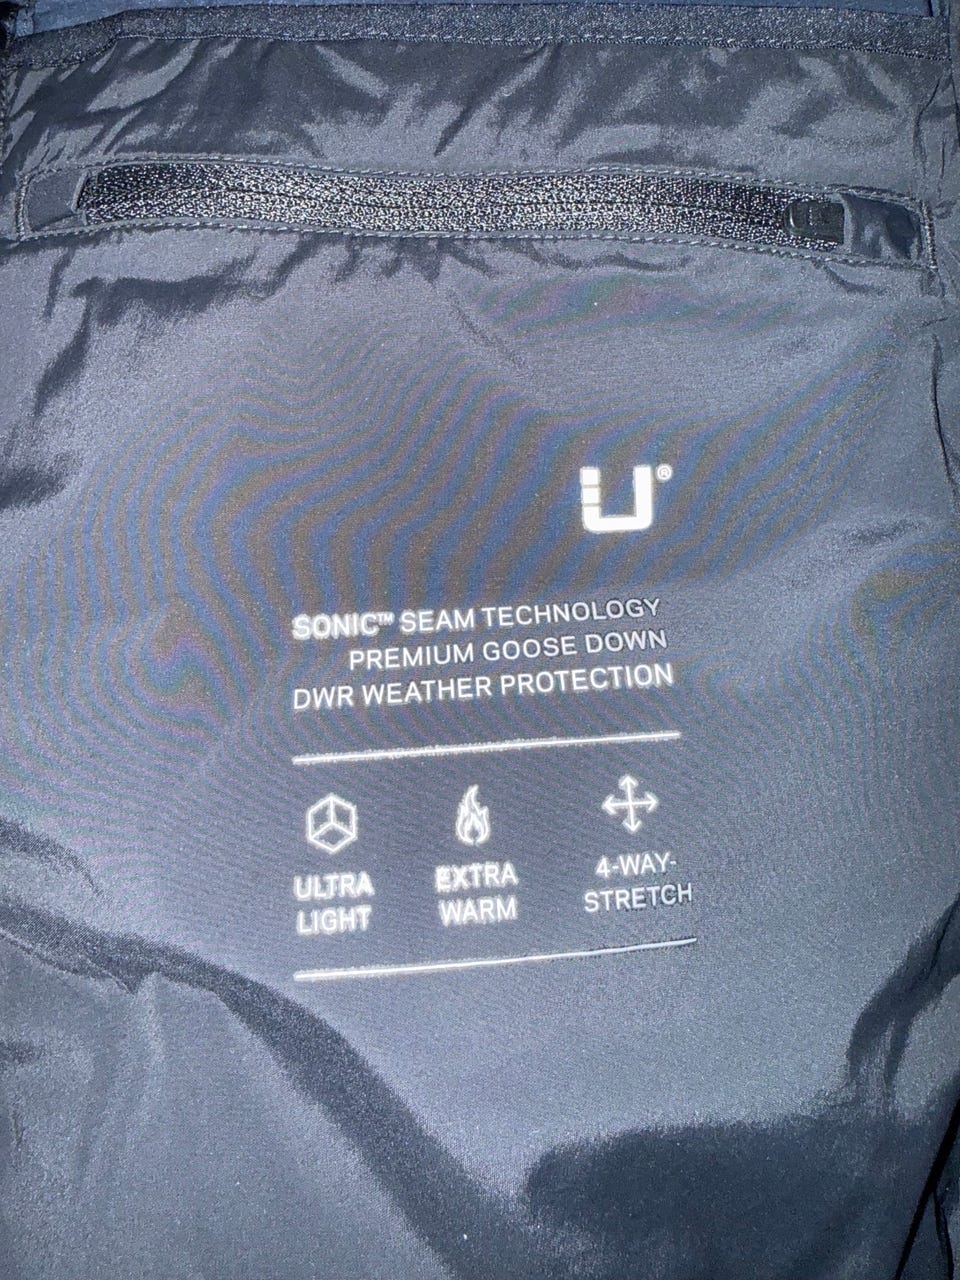 U®
SONIC™ SEAM TECHNOLOGY
PREMIUM GOOSE DOWN
DWR WEATHER PROTECTION
ULTRA
LIGHT
EXTRA
WARM
4-WAY-
STRETCH